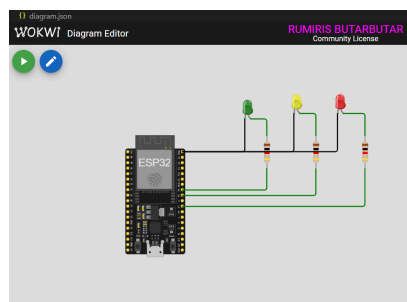 {} diagram.json
WOKWI Diagram Editor
RUMIRIS BUTARBUTAR
Community License
ESP32